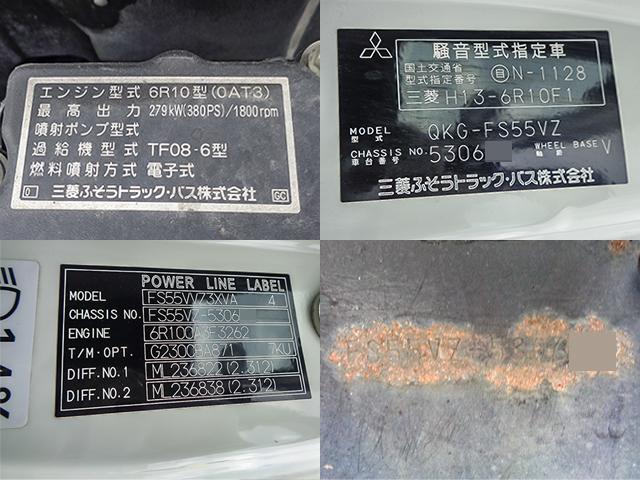 エンジン型式 6R10型(0AT3)
最高出力 279kW(380PS)/1800rpm
噴射ポンプ型式
過給機型式 TF08-6型
燃料噴射方式 電子式
三菱ふそうトラック・バス株式会社
GC
騒音型式指定車
国土交通省
型式指定番号 自N-1128
三菱 H13-6R10F1
MODEL
型式 QKG-FS55VZ
CHASSIS NO.
車台番号 5306
WHEEL BASE
軸距 V
三菱ふそうトラック・バス株式会社
POWER LINE LABEL
MODEL FS55VVZ3XVA 4
CHASSIS NO. FS55VZ-5306
ENGINE 6R100A3F3262
T/M·OPT. G23008A871 7KU
DIFF.NO.1 ML236822(2.312)
DIFF.NO.2 ML236838(2.312)